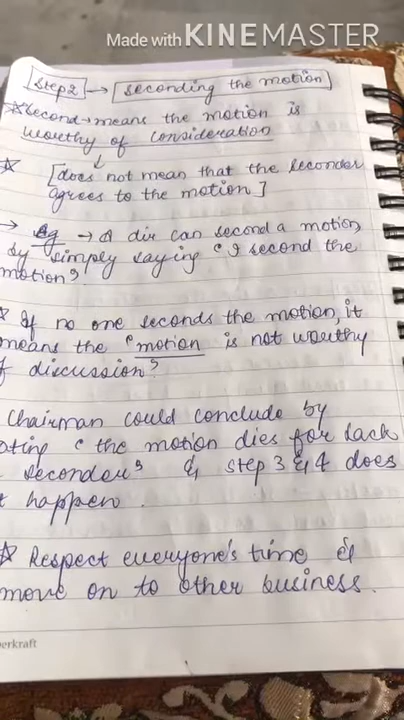 Made with KINEMASTER
Step 2 → seconding the motion
☆ Second → means the motion is
worthy of consideration
↓
☆ [does not mean that the seconder
agrees to the motion]
→ Eg → A dir can second a motion
by simply saying "I second the
motion"
☆ If no one seconds the motion, it
means the "motion is not worthy
of discussion"
Chairman could conclude by
ating "the motion dies for lack
seconder" & step 3 & 4 does
t happen.
☆ Respect everyone's time &
move on to other business.
erkraft